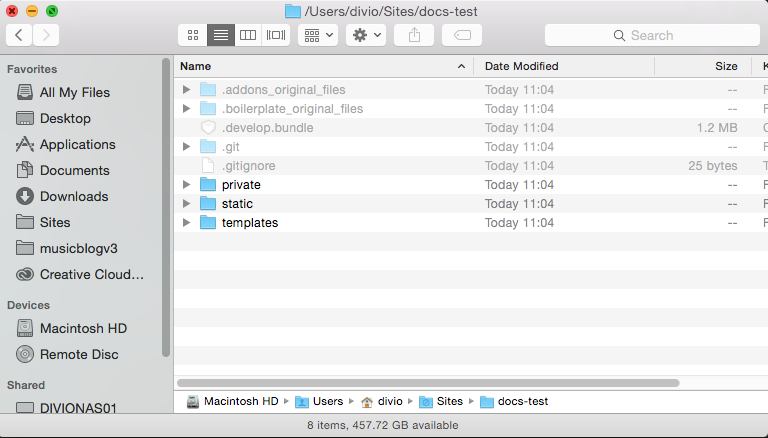 /Users/divio/Sites/docs-test
Search
Favorites
All My Files
Desktop
Applications
Documents
Downloads
Sites
musicblogv3
Creative Cloud...
Devices
Macintosh HD
Remote Disc
Shared
DIVIONAS01
Name Date Modified Size K
.addons_original_files Today 11:04 -- F
.boilerplate_original_files Today 11:04 -- F
.develop.bundle Today 11:04 1.2 MB C
.git Today 11:04 -- F
.gitignore Today 11:04 25 bytes T
private Today 11:04 -- F
static Today 11:04 -- F
templates Today 11:04 -- F
Macintosh HD Users divio Sites docs-test
8 items, 457.72 GB available